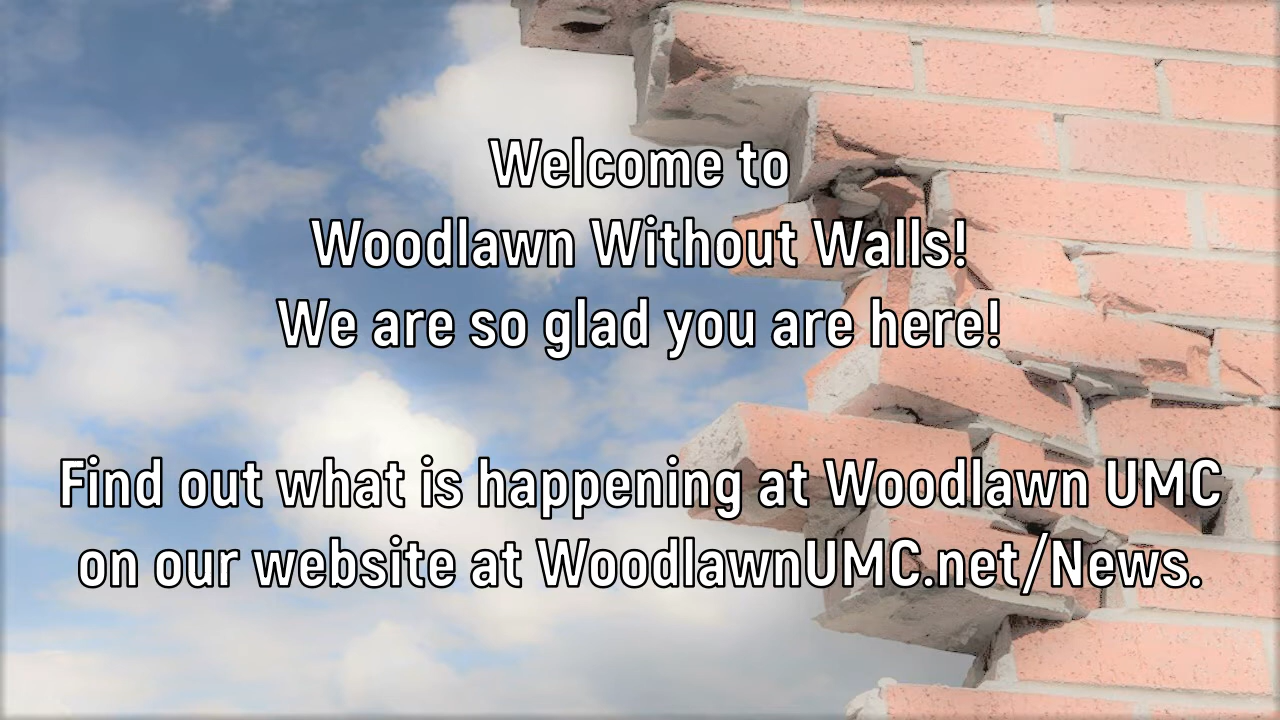 Welcome to
Woodlawn Without Walls!
We are so glad you are here!
Find out what is happening at Woodlawn UMC
on our website at WoodlawnUMC.net/News.